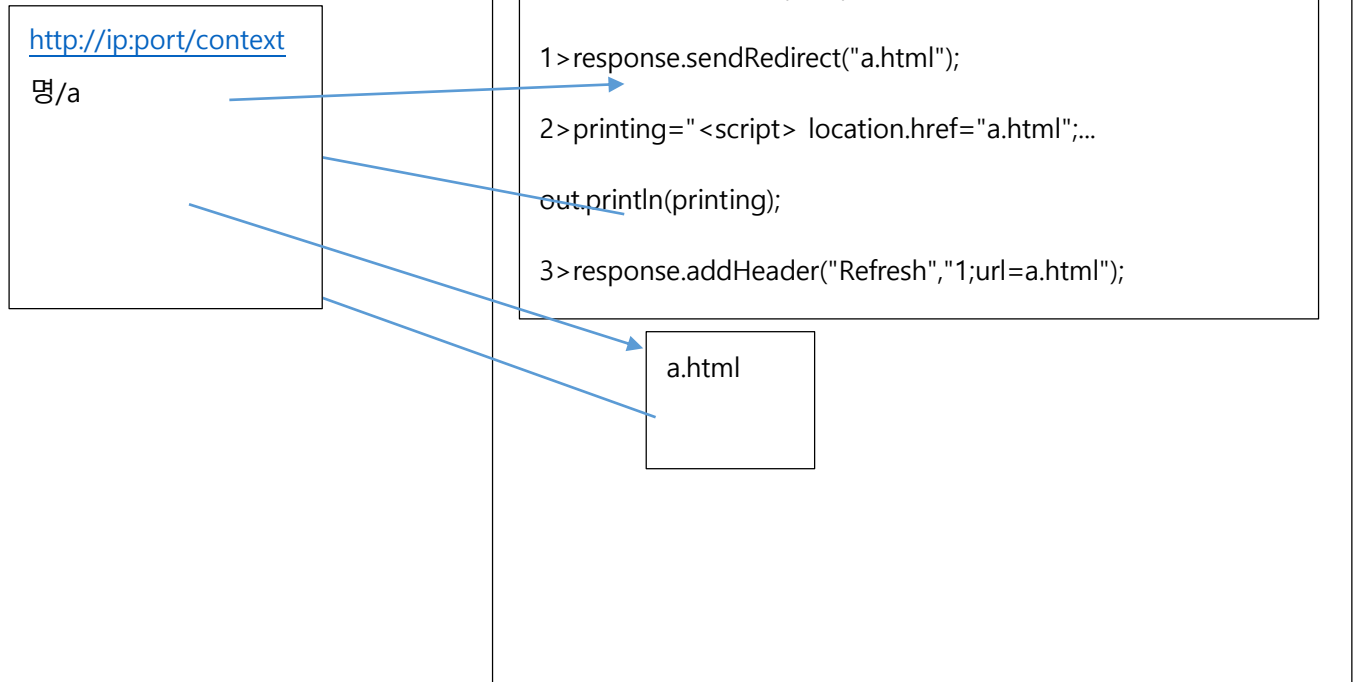 http://ip:port/context
명/a
1>response.sendRedirect("a.html");
2>printing="<script> location.href="a.html";...
out.println(printing);
3>response.addHeader("Refresh","1;url=a.html");
a.html